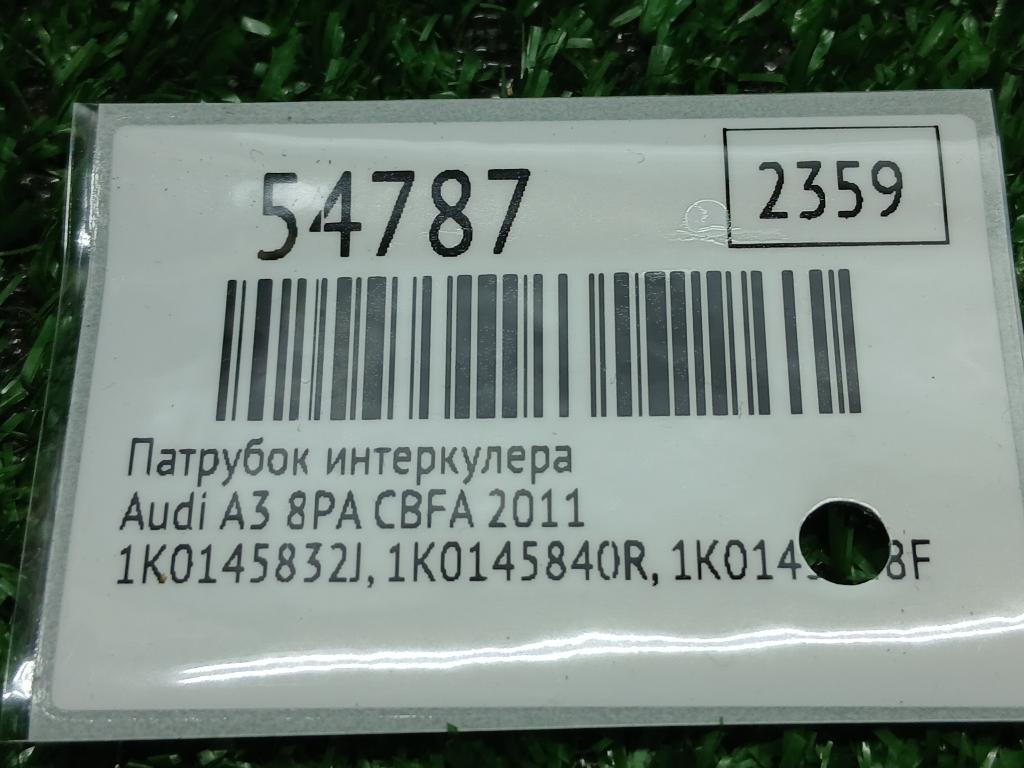 54787
2359
Патрубок интеркулера
Audi A3 8PA CBFA 2011
1K0145832J, 1K0145840R,